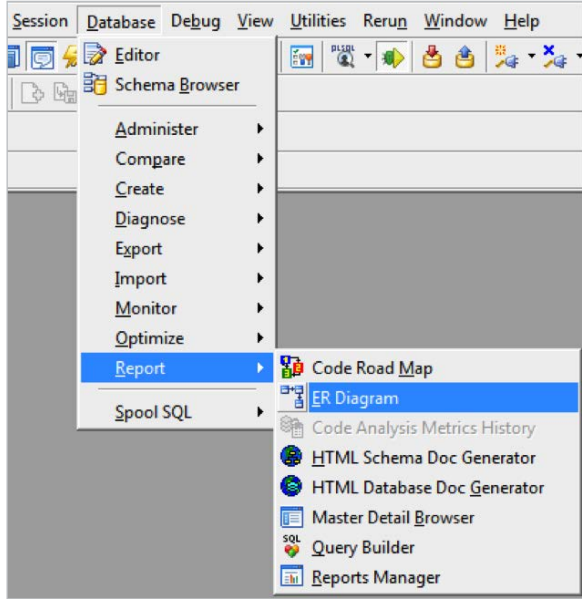 Session Database Debug View Utilities Rerun Window Help
Editor
PLSQL
Schema Browser
Administer
Compare
Create
Diagnose
Export
Import
Monitor
Optimize
Report
Code Road Map
ER Diagram
Spool SQL
Code Analysis Metrics History
HTML Schema Doc Generator
HTML Database Doc Generator
Master Detail Browser
SQL
Query Builder
Reports Manager